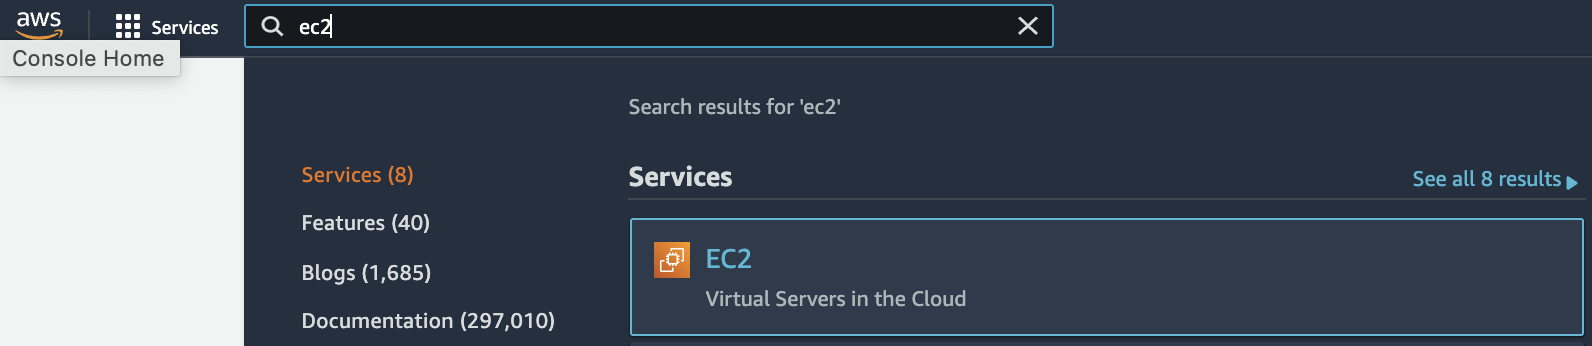 aws
Services
ec2
Console Home
Search results for 'ec2'
Services (8)
Features (40)
Blogs (1,685)
Documentation (297,010)
Services
See all 8 results
EC2
Virtual Servers in the Cloud